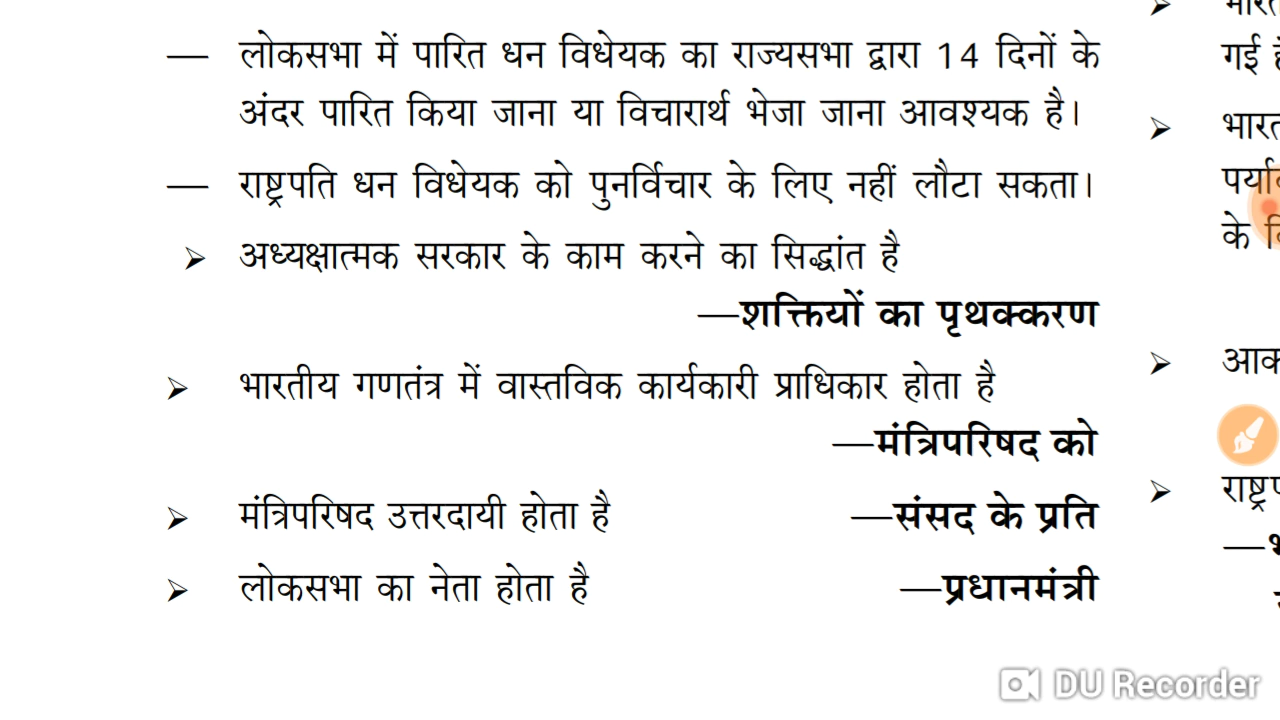 — लोकसभा में पारित धन विधेयक का राज्यसभा द्वारा 14 दिनों के
अंदर पारित किया जाना या विचारार्थ भेजा जाना आवश्यक है।
— राष्ट्रपति धन विधेयक को पुनर्विचार के लिए नहीं लौटा सकता।
➢ अध्यक्षात्मक सरकार के काम करने का सिद्धांत है
—शक्तियों का पृथक्करण
➢ भारतीय गणतंत्र में वास्तविक कार्यकारी प्राधिकार होता है
—मंत्रिपरिषद को
➢ मंत्रिपरिषद उत्तरदायी होता है —संसद के प्रति
➢ लोकसभा का नेता होता है —प्रधानमंत्री
गई
के
DU Recorder